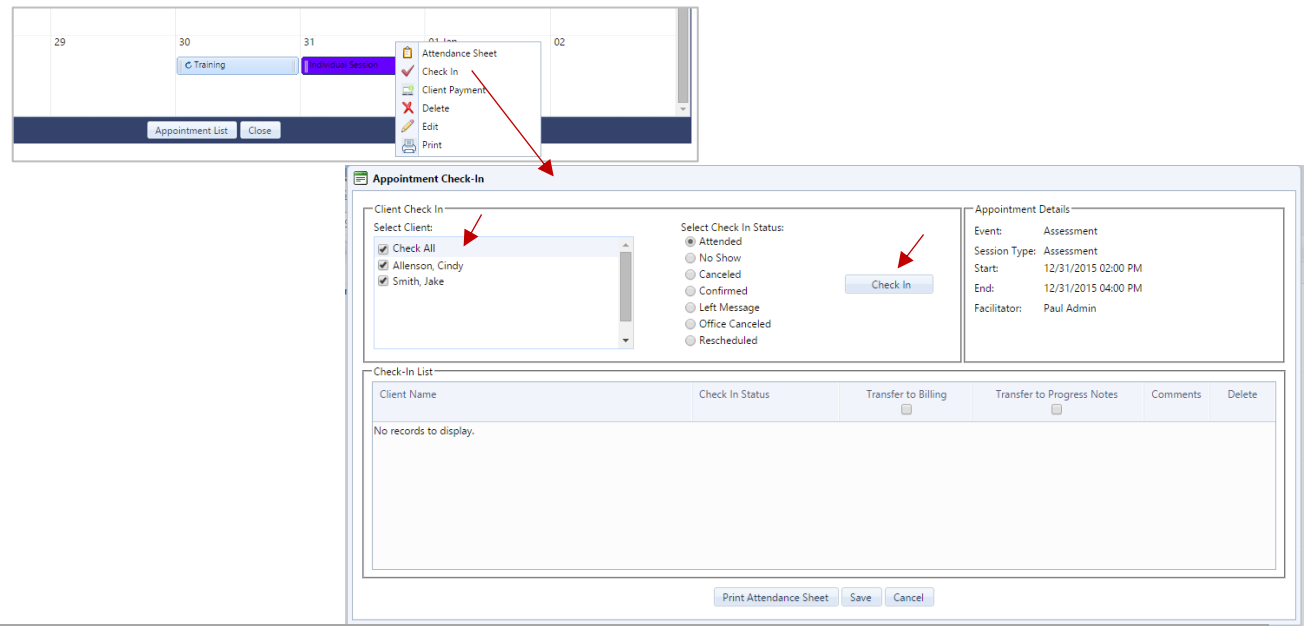 29 30 31 01 Jan 02
Training Individual Session
Attendance Sheet
Check In
Client Payment
Delete
Edit
Print
Appointment List Close
Appointment Check-In
Client Check In
Select Client:
Check All
Allenson, Cindy
Smith, Jake
Select Check In Status:
Attended
No Show
Canceled
Confirmed
Left Message
Office Canceled
Rescheduled
Check In
Appointment Details
Event: Assessment
Session Type: Assessment
Start: 12/31/2015 02:00 PM
End: 12/31/2015 04:00 PM
Facilitator: Paul Admin
Check-In List
Client Name Check In Status Transfer to Billing Transfer to Progress Notes Comments Delete
No records to display.
Print Attendance Sheet Save Cancel